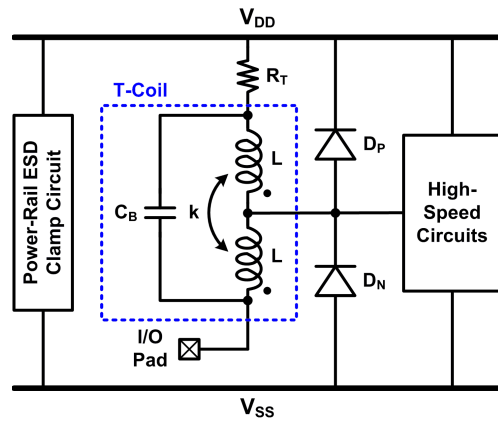 VDD
RT
T-Coil
L
DP
CB
k
Power-Rail ESD
Clamp Circuit
High-
Speed
Circuits
L
DN
I/O
Pad
VSS